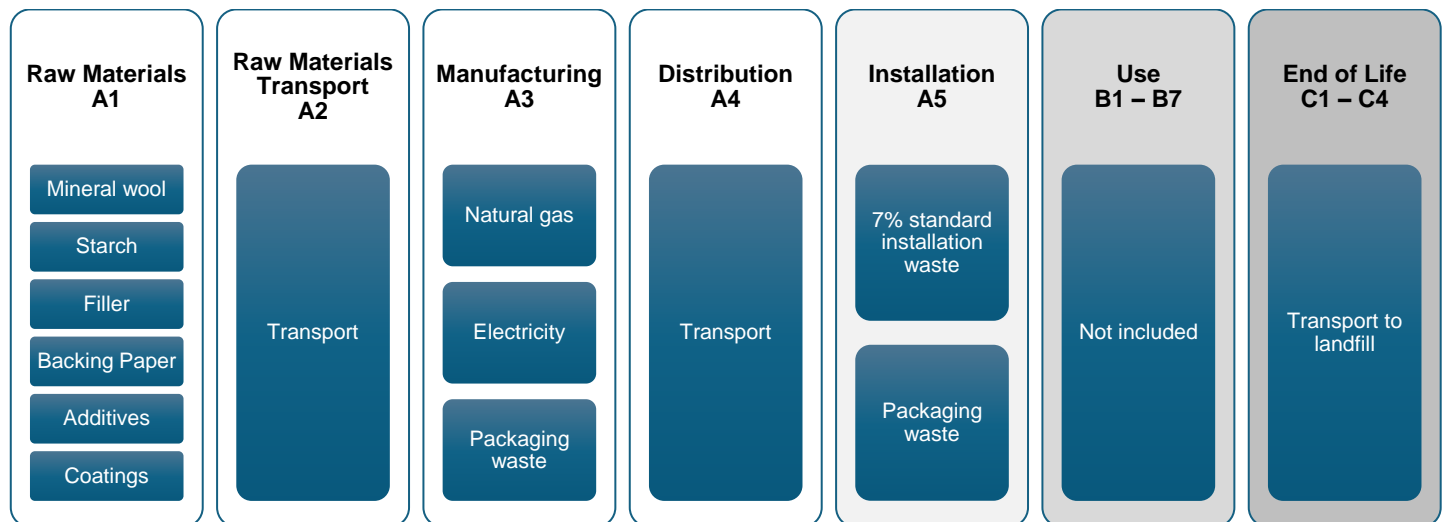 Raw Materials
A1
Mineral wool
Starch
Filler
Backing Paper
Additives
Coatings
Raw Materials
Transport
A2
Transport
Manufacturing
A3
Natural gas
Electricity
Packaging
waste
Distribution
A4
Transport
Installation
A5
7% standard
installation
waste
Packaging
waste
Use
B1 – B7
Not included
End of Life
C1 – C4
Transport to
landfill